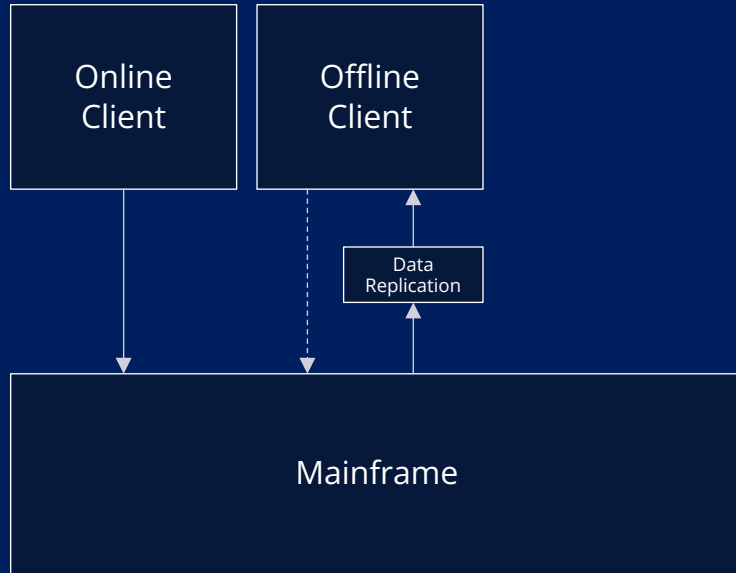 Online
Client
Offline
Client
Data
Replication
Mainframe